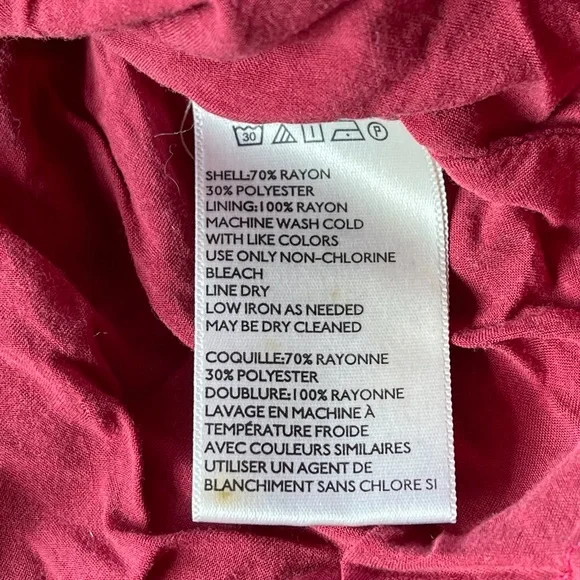 30 P
SHELL:70% RAYON
30% POLYESTER
LINING:100% RAYON
MACHINE WASH COLD
WITH LIKE COLORS
USE ONLY NON-CHLORINE
BLEACH
LINE DRY
LOW IRON AS NEEDED
MAY BE DRY CLEANED
COQUILLE:70% RAYONNE
30% POLYESTER
DOUBLURE:100% RAYONNE
LAVAGE EN MACHINE À
TEMPÉRATURE FROIDE
AVEC COULEURS SIMILAIRES
UTILISER UN AGENT DE
BLANCHIMENT SANS CHLORE SI